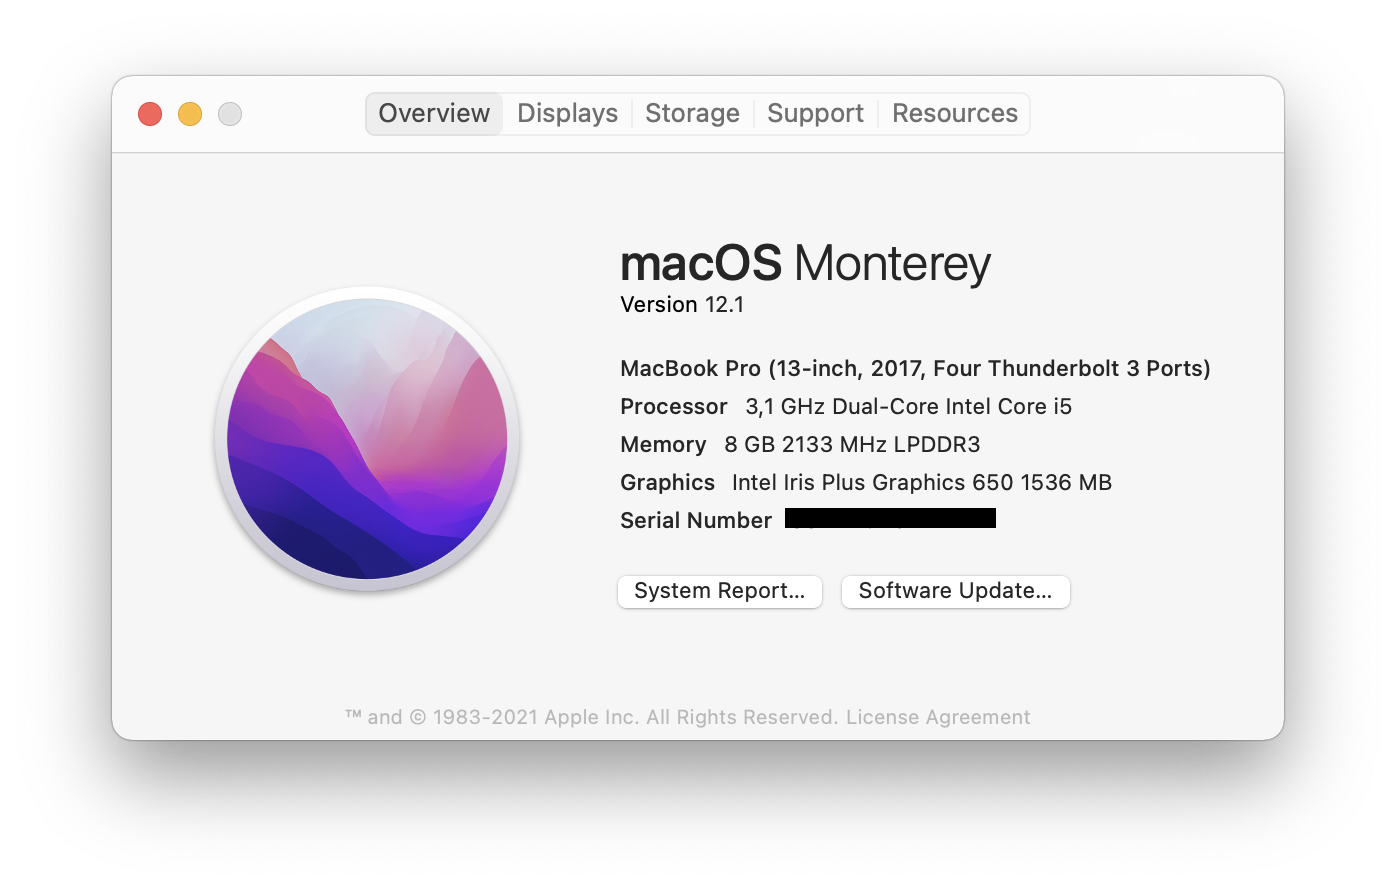 Overview Displays Storage Support Resources
macOS Monterey
Version 12.1
MacBook Pro (13-inch, 2017, Four Thunderbolt 3 Ports)
Processor 3,1 GHz Dual-Core Intel Core i5
Memory 8 GB 2133 MHz LPDDR3
Graphics Intel Iris Plus Graphics 650 1536 MB
Serial Number
System Report... Software Update...
™ and © 1983-2021 Apple Inc. All Rights Reserved. License Agreement